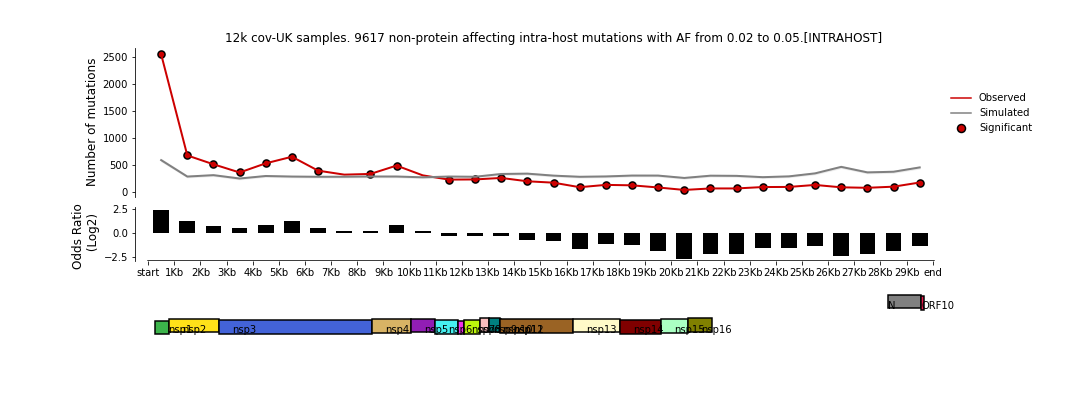 12k cov-UK samples. 9617 non-protein affecting intra-host mutations with AF from 0.02 to 0.05.[INTRAHOST]
Number of mutations
2500
2000
1500
1000
500
0
Observed
Simulated
Significant
Odds Ratio
(Log2)
2.5
0.0
−2.5
start 1Kb 2Kb 3Kb 4Kb 5Kb 6Kb 7Kb 8Kb 9Kb 10Kb 11Kb 12Kb 13Kb 14Kb 15Kb 16Kb 17Kb 18Kb 19Kb 20Kb 21Kb 22Kb 23Kb 24Kb 25Kb 26Kb 27Kb 28Kb 29Kb end
N ORF10
nsp1 nsp2 nsp3 nsp4 nsp5 nsp6 nsp12 nsp13 nsp14 nsp15 nsp16